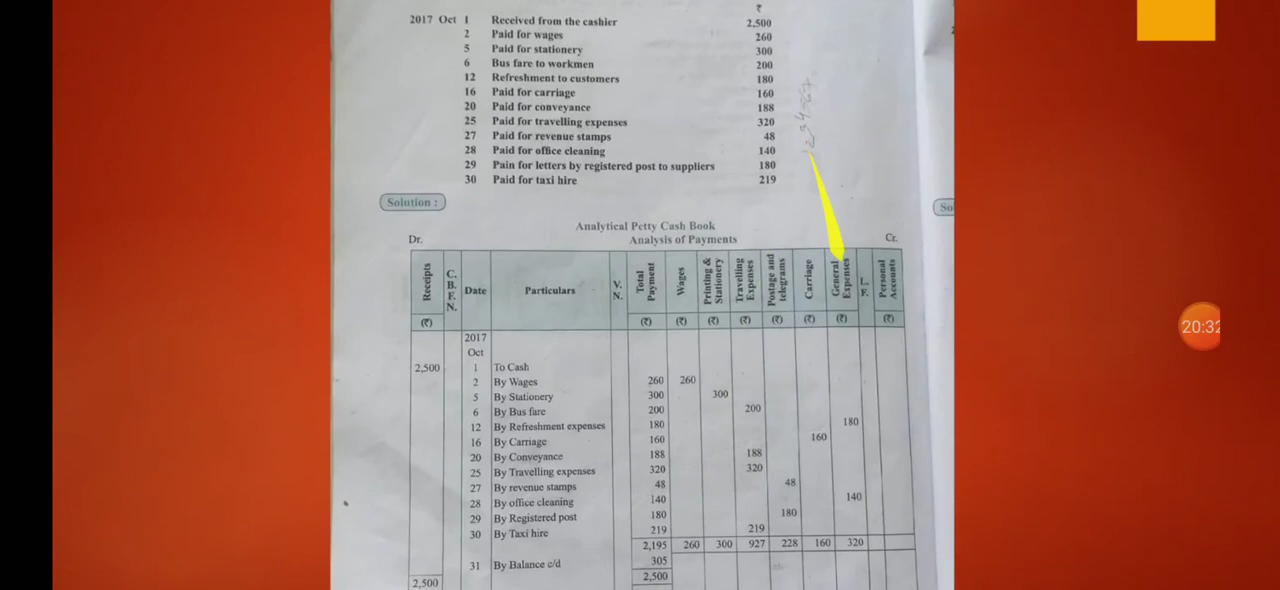 ₹
2017 Oct 1 Received from the cashier 2,500
2 Paid for wages 260
5 Paid for stationery 300
6 Bus fare to workmen 200
12 Refreshment to customers 180
16 Paid for carriage 160
20 Paid for conveyance 188
25 Paid for travelling expenses 320
27 Paid for revenue stamps 48
28 Paid for office cleaning 140
29 Pain for letters by registered post to suppliers 180
30 Paid for taxi hire 219
Solution :
So
Analytical Petty Cash Book
Dr. Analysis of Payments Cr.
Receipts C.B.F.N. Date Particulars V.N. Total Payment Wages Printing & Stationery Travelling Expenses Postage and telegrams Carriage General Expenses L.F. Personal Accounts
(₹) (₹) (₹) (₹) (₹) (₹) (₹) (₹) (₹)
2017
Oct
2,500 1 To Cash
2 By Wages 260 260
5 By Stationery 300 300
6 By Bus fare 200 200
12 By Refreshment expenses 180 180
16 By Carriage 160 160
20 By Conveyance 188 188
25 By Travelling expenses 320 320
27 By revenue stamps 48 48
28 By office cleaning 140 140
29 By Registered post 180 180
30 By Taxi hire 219 219
2,195 260 300 927 228 160 320
31 By Balance c/d 305
2,500 2,500
20:32